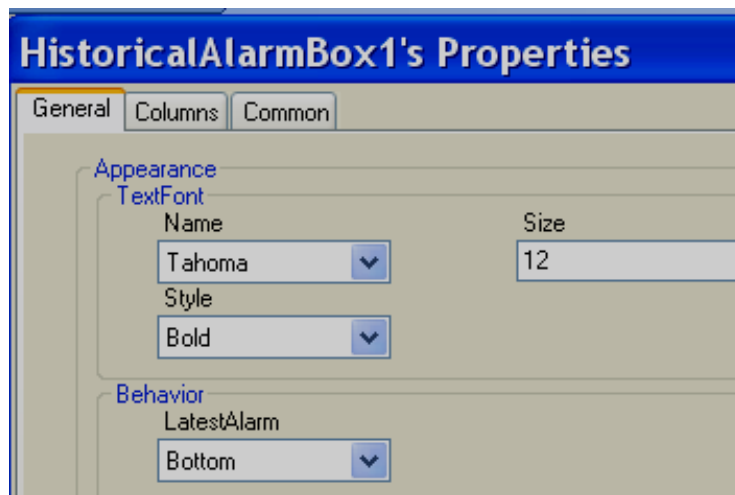 HistoricalAlarmBox1's Properties
General Columns Common
Appearance
TextFont
Name Size
Tahoma 12
Style
Bold
Behavior
LatestAlarm
Bottom